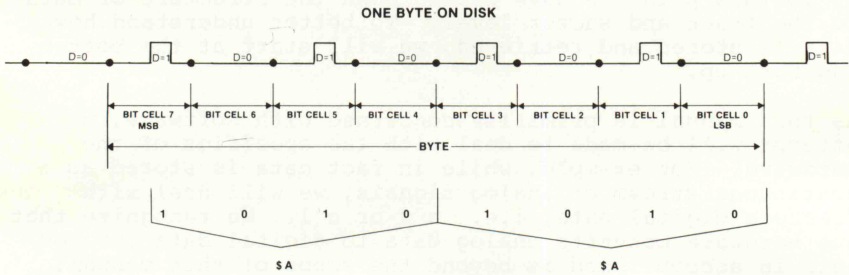 ONE BYTE ON DISK
D=0 D=1 D=0 D=1 D=0 D=1 D=0 D=1 D=0 D=1
BIT CELL 7 BIT CELL 6 BIT CELL 5 BIT CELL 4 BIT CELL 3 BIT CELL 2 BIT CELL 1 BIT CELL 0
MSB LSB
BYTE
1 0 1 0 1 0 1 0
$A $A